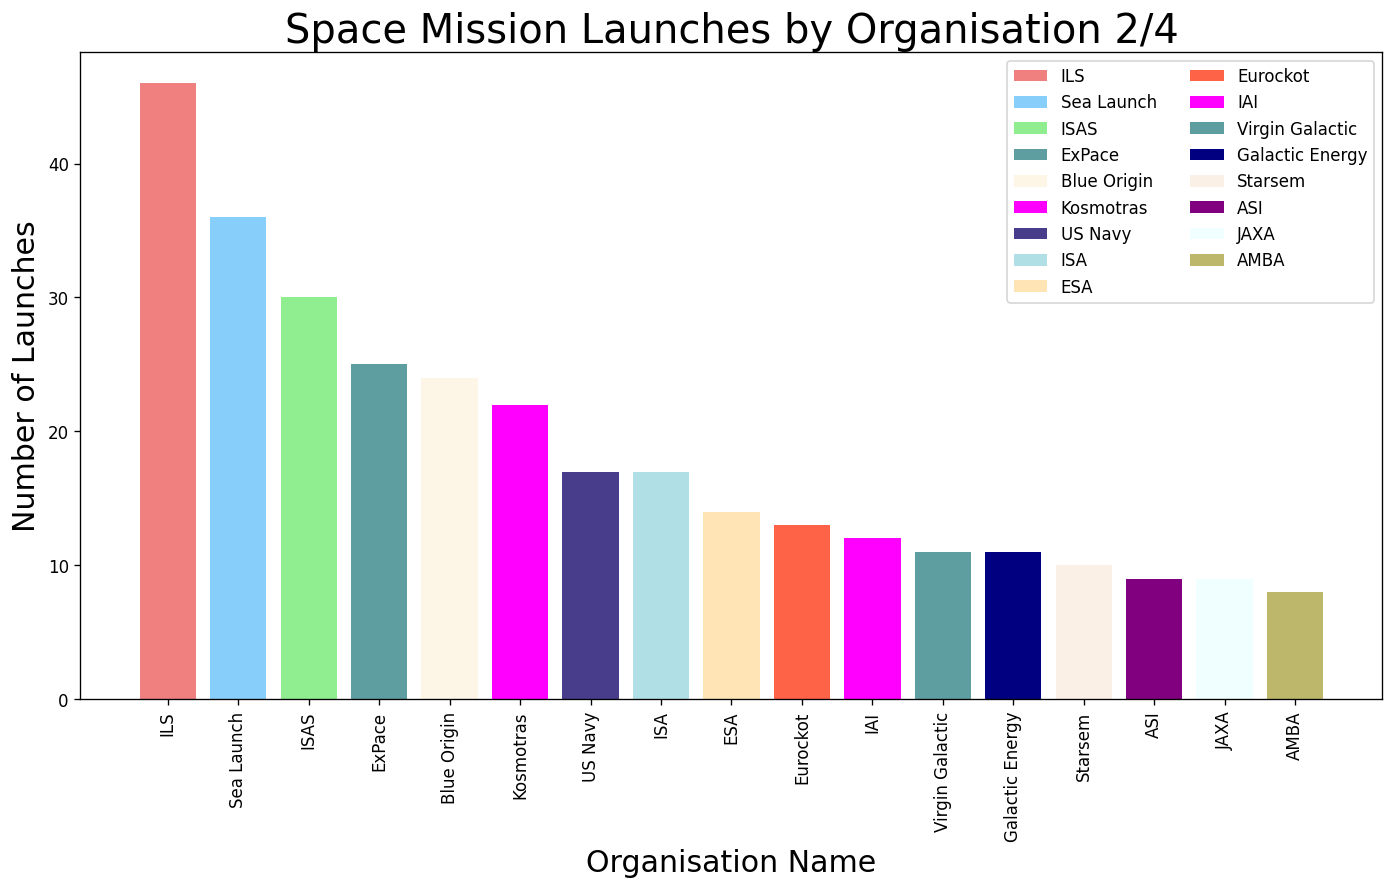 Space Mission Launches by Organisation 2/4
Number of Launches
40
30
20
10
0
ILS
Sea Launch
ISAS
ExPace
Blue Origin
Kosmotras
US Navy
ISA
ESA
Eurockot
IAI
Virgin Galactic
Galactic Energy
Starsem
ASI
JAXA
AMBA
ILS
Sea Launch
ISAS
ExPace
Blue Origin
Kosmotras
US Navy
ISA
ESA
Eurockot
IAI
Virgin Galactic
Galactic Energy
Starsem
ASI
JAXA
AMBA
Organisation Name